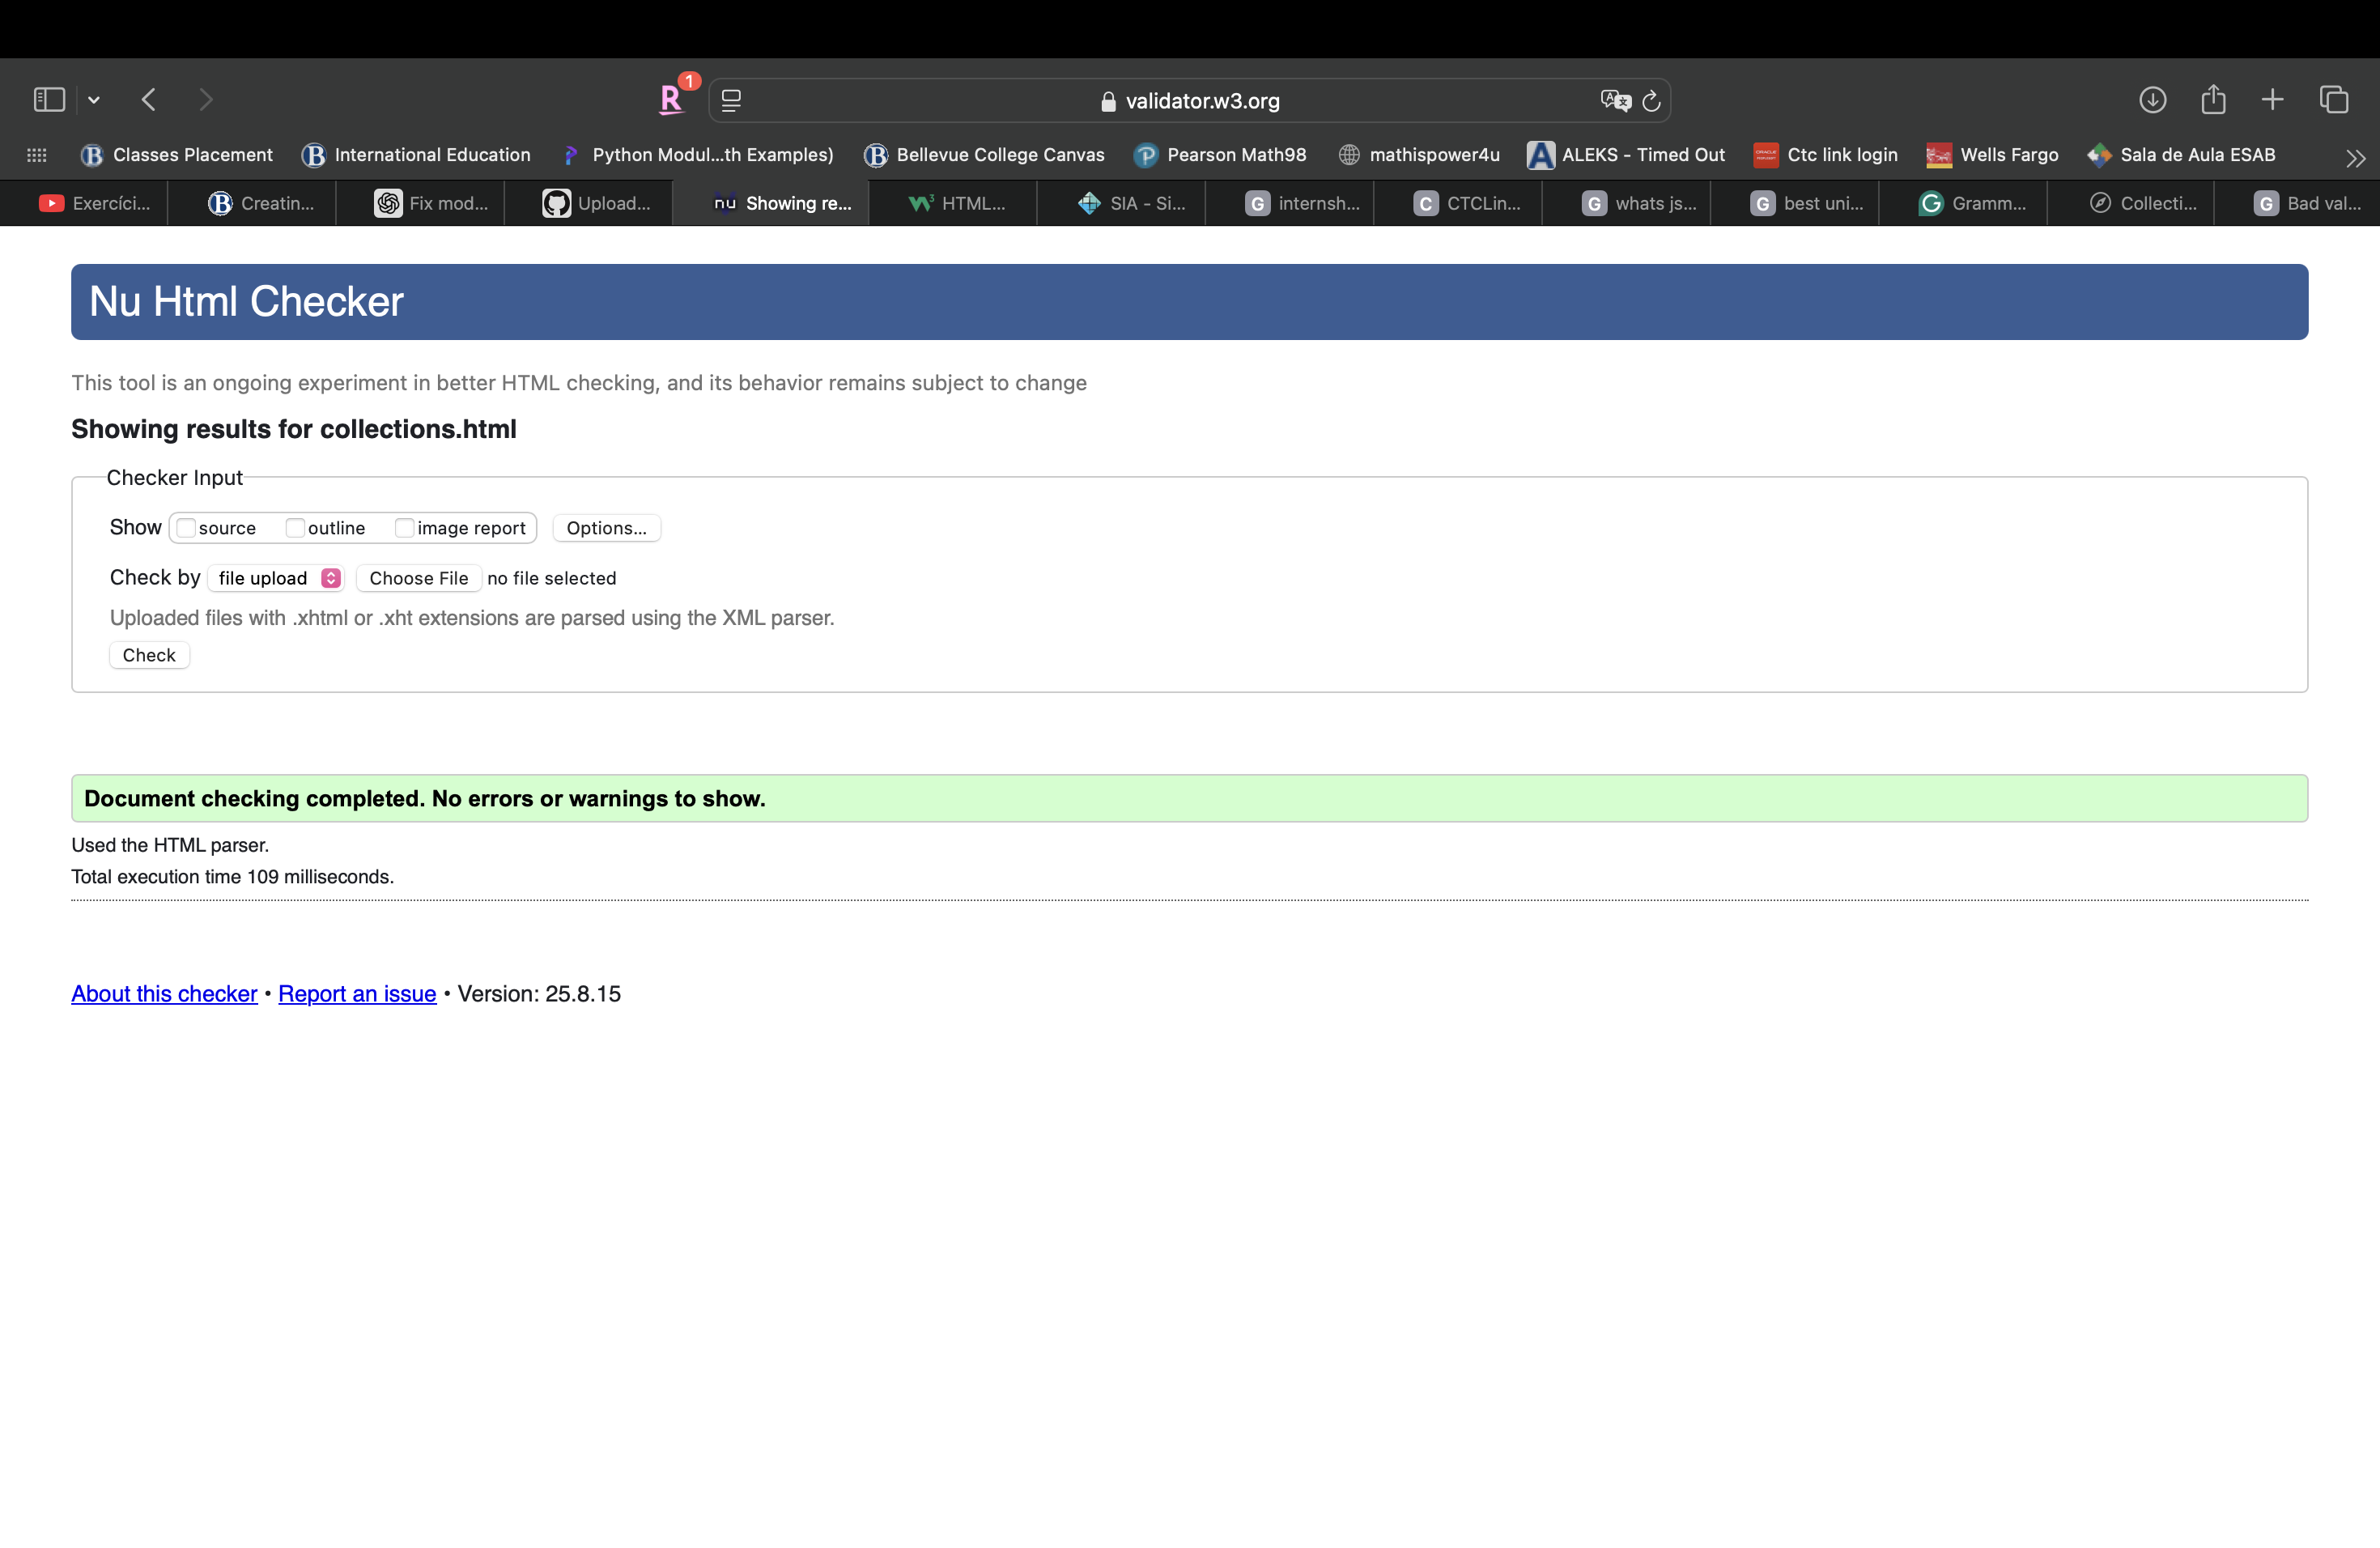 R 1 validator.w3.org
Classes Placement International Education Python Modul...th Examples) Bellevue College Canvas Pearson Math98 mathispower4u ALEKS - Timed Out Ctc link login Wells Fargo Sala de Aula ESAB
Exercíci... Creatin... Fix mod... Upload... nu Showing re... HTML... SIA - Si... G internsh... C CTCLin... G whats js... G best uni... Gramm... Collecti... G Bad val...
Nu Html Checker
This tool is an ongoing experiment in better HTML checking, and its behavior remains subject to change
Showing results for collections.html
Checker Input
Show source outline image report Options...
Check by file upload Choose File no file selected
Uploaded files with .xhtml or .xht extensions are parsed using the XML parser.
Check
Document checking completed. No errors or warnings to show.
Used the HTML parser.
Total execution time 109 milliseconds.
About this checker • Report an issue • Version: 25.8.15